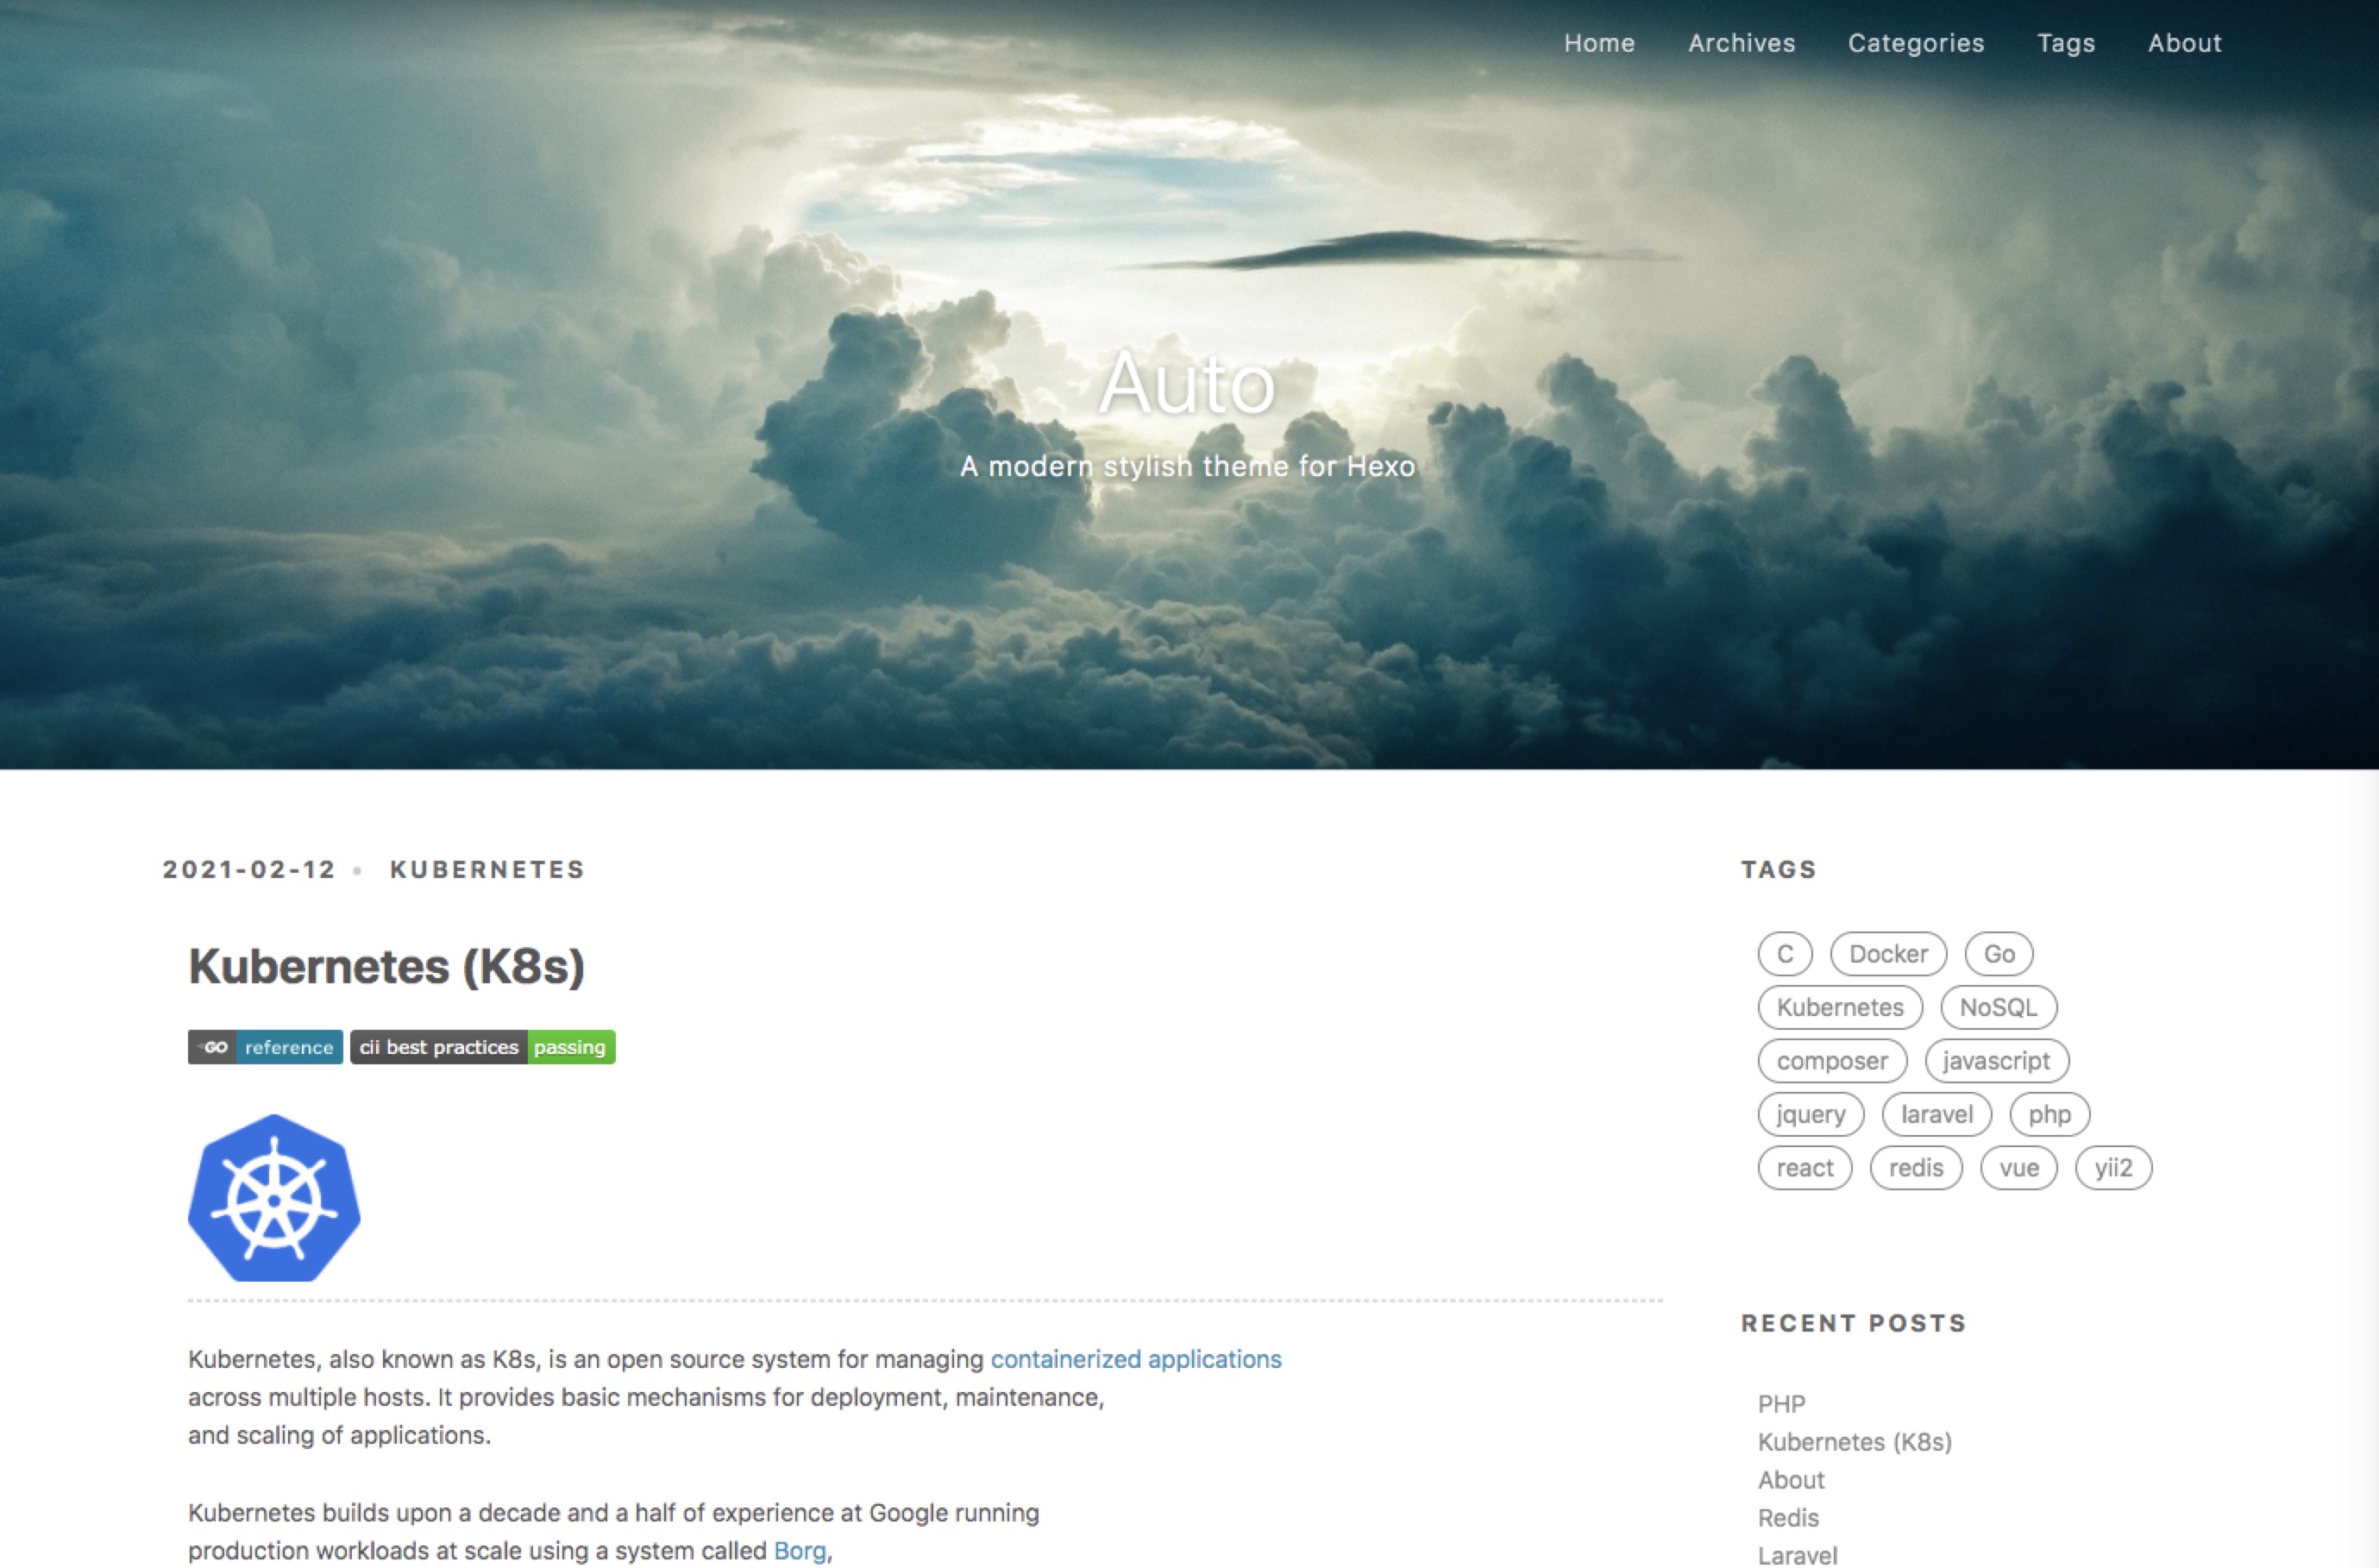 Home Archives Categories Tags About
Auto
A modern stylish theme for Hexo
2021-02-12 • KUBERNETES
Kubernetes (K8s)
GO reference cii best practices passing
Kubernetes, also known as K8s, is an open source system for managing containerized applications
across multiple hosts. It provides basic mechanisms for deployment, maintenance,
and scaling of applications.
Kubernetes builds upon a decade and a half of experience at Google running
production workloads at scale using a system called Borg,
TAGS
C Docker Go
Kubernetes NoSQL
composer javascript
jquery laravel php
react redis vue yii2
RECENT POSTS
PHP
Kubernetes (K8s)
About
Redis
Laravel